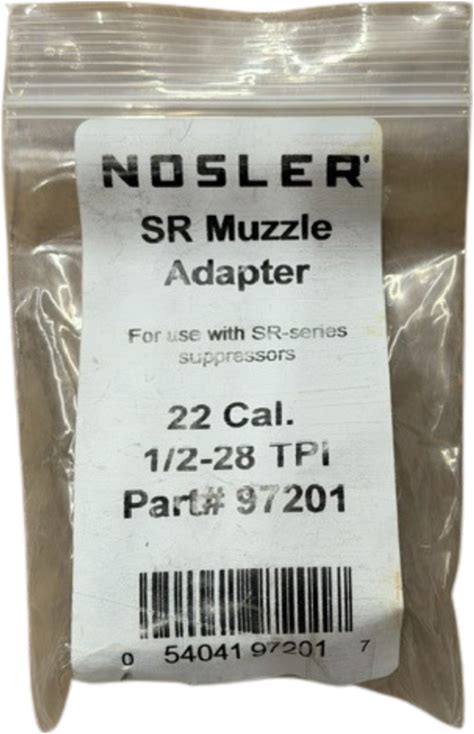 NOSLER
SR Muzzle
Adapter
For use with SR-series
suppressors
22 Cal.
1/2-28 TPI
Part# 97201
0 54041 97201 7